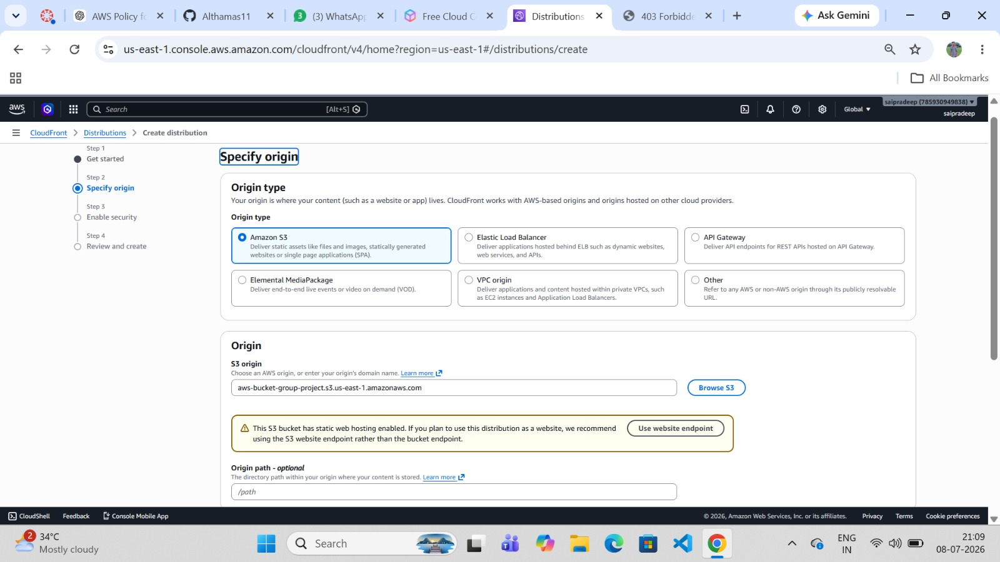 AWS Policy fo
Althamas11
(3) WhatsApp
Free Cloud C
Distributions
403 Forbidde
Ask Gemini
us-east-1.console.aws.amazon.com/cloudfront/v4/home?region=us-east-1#/distributions/create
All Bookmarks
aws
Search
[Alt+S]
Global
saipradeep (785930949838)
saipradeep
CloudFront
Distributions
Create distribution
Step 1
Get started
Step 2
Specify origin
Step 3
Enable security
Step 4
Review and create
Specify origin
Origin type
Your origin is where your content (such as a website or app) lives. CloudFront works with AWS-based origins and origins hosted on other cloud providers.
Origin type
Amazon S3
Deliver static assets like files and images, statically generated
websites or single page applications (SPA).
Elastic Load Balancer
Deliver applications hosted behind ELB such as dynamic websites,
web services, and APIs.
API Gateway
Deliver API endpoints for REST APIs hosted on API Gateway.
Elemental MediaPackage
Deliver end-to-end live events or video on demand (VOD).
VPC origin
Deliver applications and content hosted within private VPCs, such
as EC2 instances and Application Load Balancers.
Other
Refer to any AWS or non-AWS origin through its publicly resolvable
URL.
Origin
S3 origin
Choose an AWS origin, or enter your origin's domain name. Learn more
aws-bucket-group-project.s3.us-east-1.amazonaws.com
Browse S3
This S3 bucket has static web hosting enabled. If you plan to use this distribution as a website, we recommend
using the S3 website endpoint rather than the bucket endpoint.
Use website endpoint
Origin path - optional
The directory path within your origin where your content is stored. Learn more
/path
CloudShell
Feedback
Console Mobile App
© 2026, Amazon Web Services, Inc. or its affiliates.
Privacy
Terms
Cookie preferences
2
34°C
Mostly cloudy
Search
ENG
IN
21:09
08-07-2026